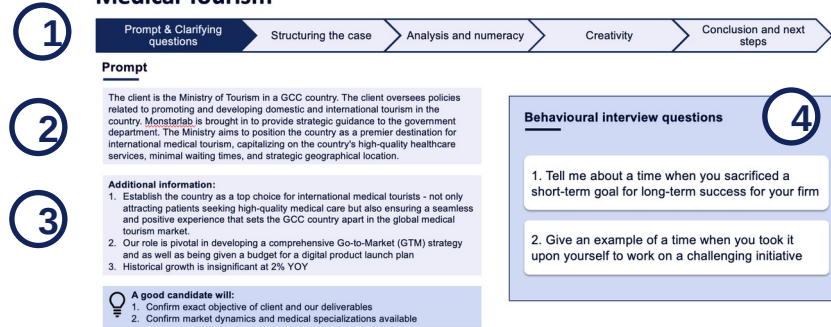 Medical Tourism
1
Prompt & Clarifying
questions
Structuring the case
Analysis and numeracy
Creativity
Conclusion and next
steps
Prompt
2
The client is the Ministry of Tourism in a GCC country. The client oversees policies
related to promoting and developing domestic and international tourism in the
country. Monstarlab is brought in to provide strategic guidance to the government
department. The Ministry aims to position the country as a premier destination for
international medical tourism, capitalizing on the country's high-quality healthcare
services, minimal waiting times, and strategic geographical location.
3
Additional information:
1. Establish the country as a top choice for international medical tourists - not only
attracting patients seeking high-quality medical care but also ensuring a seamless
and positive experience that sets the GCC country apart in the global medical
tourism market.
2. Our role is pivotal in developing a comprehensive Go-to-Market (GTM) strategy
and as well as being given a budget for a digital product launch plan
3. Historical growth is insignificant at 2% YOY
A good candidate will:
1. Confirm exact objective of client and our deliverables
2. Confirm market dynamics and medical specializations available
Behavioural interview questions
4
1. Tell me about a time when you sacrificed a
short-term goal for long-term success for your firm
2. Give an example of a time when you took it
upon yourself to work on a challenging initiative